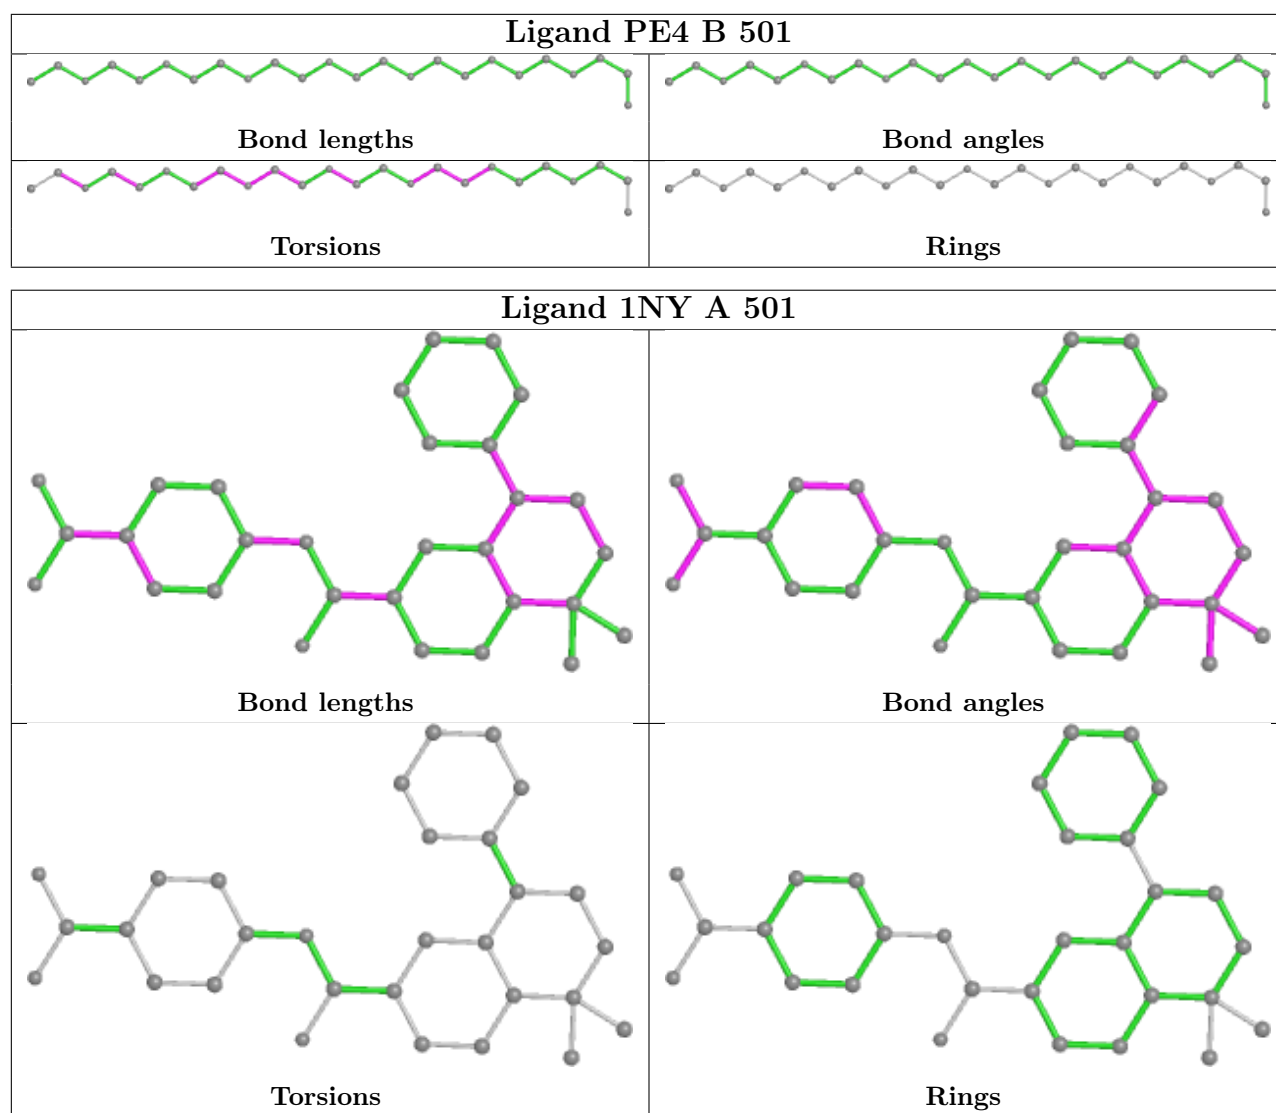 Ligand PE4 B 501
Bond lengths
Bond angles
Torsions
Rings
Ligand 1NY A 501
Bond lengths
Bond angles
Torsions
Rings